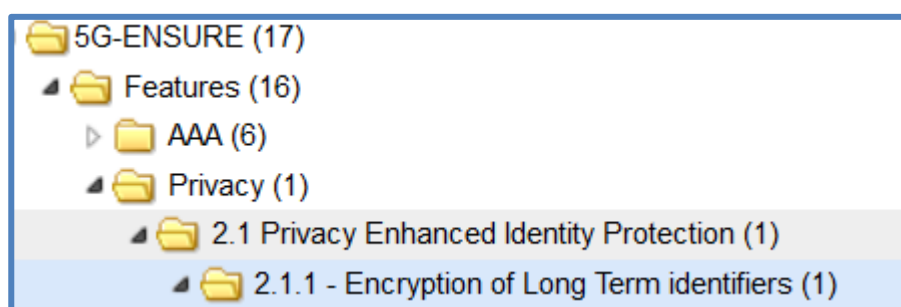 5G-ENSURE (17)
Features (16)
AAA (6)
Privacy (1)
2.1 Privacy Enhanced Identity Protection (1)
2.1.1 - Encryption of Long Term identifiers (1)